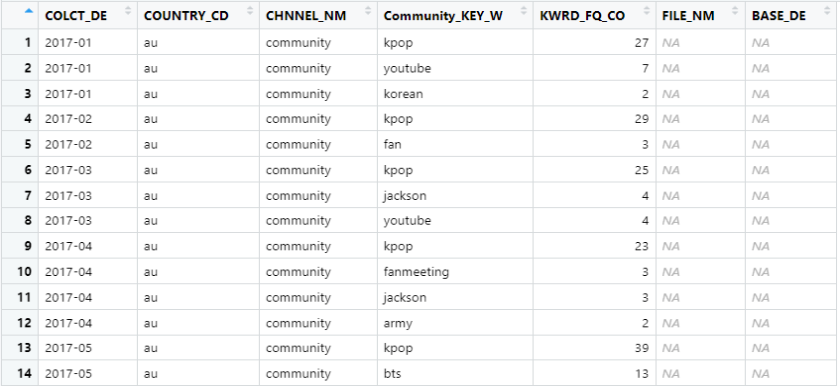 COLCT_DE COUNTRY_CD CHNNEL_NM Community_KEY_W KWRD_FQ_CO FILE_NM BASE_DE
1 2017-01 au community kpop 27 NA NA
2 2017-01 au community youtube 7 NA NA
3 2017-01 au community korean 2 NA NA
4 2017-02 au community kpop 29 NA NA
5 2017-02 au community fan 3 NA NA
6 2017-03 au community kpop 25 NA NA
7 2017-03 au community jackson 4 NA NA
8 2017-03 au community youtube 4 NA NA
9 2017-04 au community kpop 23 NA NA
10 2017-04 au community fanmeeting 3 NA NA
11 2017-04 au community jackson 3 NA NA
12 2017-04 au community army 2 NA NA
13 2017-05 au community kpop 39 NA NA
14 2017-05 au community bts 13 NA NA